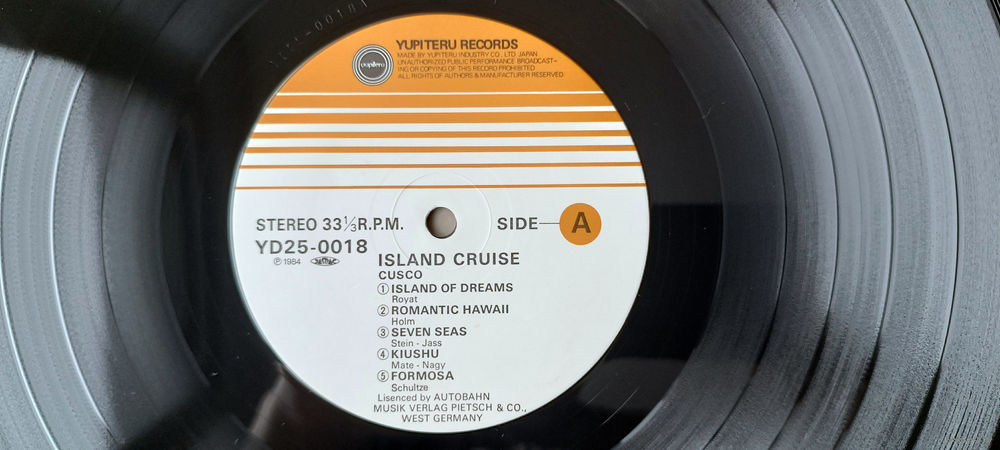 yupiteru
YUPITERU RECORDS
MADE BY YUPITERU INDUSTRY CO., LTD. JAPAN
UNAUTHORIZED PUBLIC PERFORMANCE BROADCAST-
ING OR COPYING OF THIS RECORD PROHIBITED
ALL RIGHTS OF AUTHORS & MANUFACTURER RESERVED
STEREO 33⅓ R.P.M.
SIDE—A
YD25-0018
Ⓟ 1984 JASRAC
ISLAND CRUISE
CUSCO
① ISLAND OF DREAMS
Royat
② ROMANTIC HAWAII
Holm
③ SEVEN SEAS
Stein - Jass
④ KIUSHU
Mate - Nagy
⑤ FORMOSA
Schultze
Lisenced by AUTOBAHN
MUSIK VERLAG PIETSCH & CO.,
WEST GERMANY